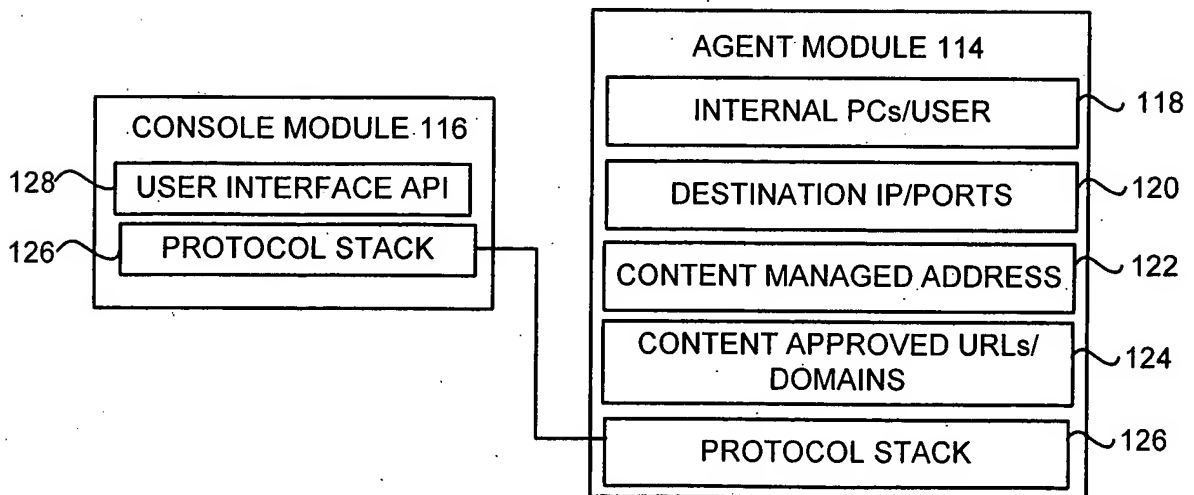 CONSOLE MODULE 116
128
USER INTERFACE API
126
PROTOCOL STACK
AGENT MODULE 114
INTERNAL PCs/USER
118
DESTINATION IP/PORTS
120
CONTENT MANAGED ADDRESS
122
CONTENT APPROVED URLs/
DOMAINS
124
PROTOCOL STACK
126